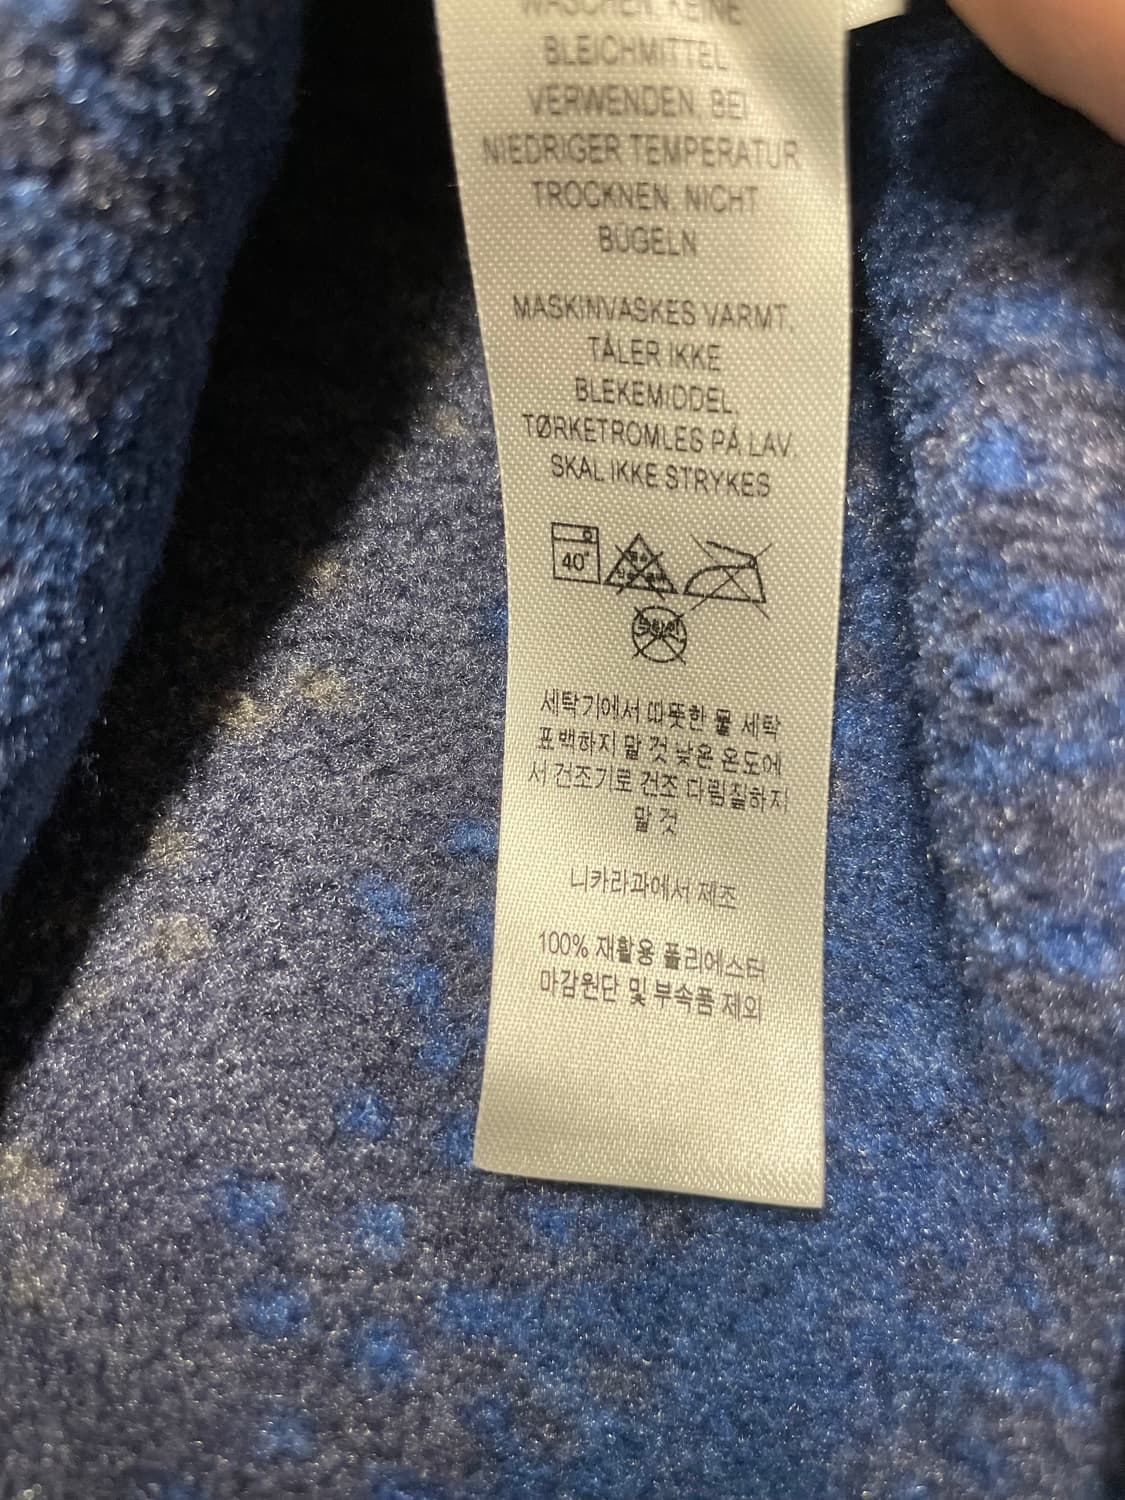 WASCHEN. KEINE
BLEICHMITTEL
VERWENDEN. BEI
NIEDRIGER TEMPERATUR
TROCKNEN. NICHT
BÜGELN
MASKINVASKES VARMT.
TÅLER IKKE
BLEKEMIDDEL.
TØRKETROMLES PÅ LAV.
SKAL IKKE STRYKES
40°
세탁기에서 따뜻한 물 세탁
표백하지 말 것 낮은 온도에
서 건조기로 건조 다림질하지
말 것
니카라과에서 제조
100% 재활용 폴리에스터
마감원단 및 부속품 제외